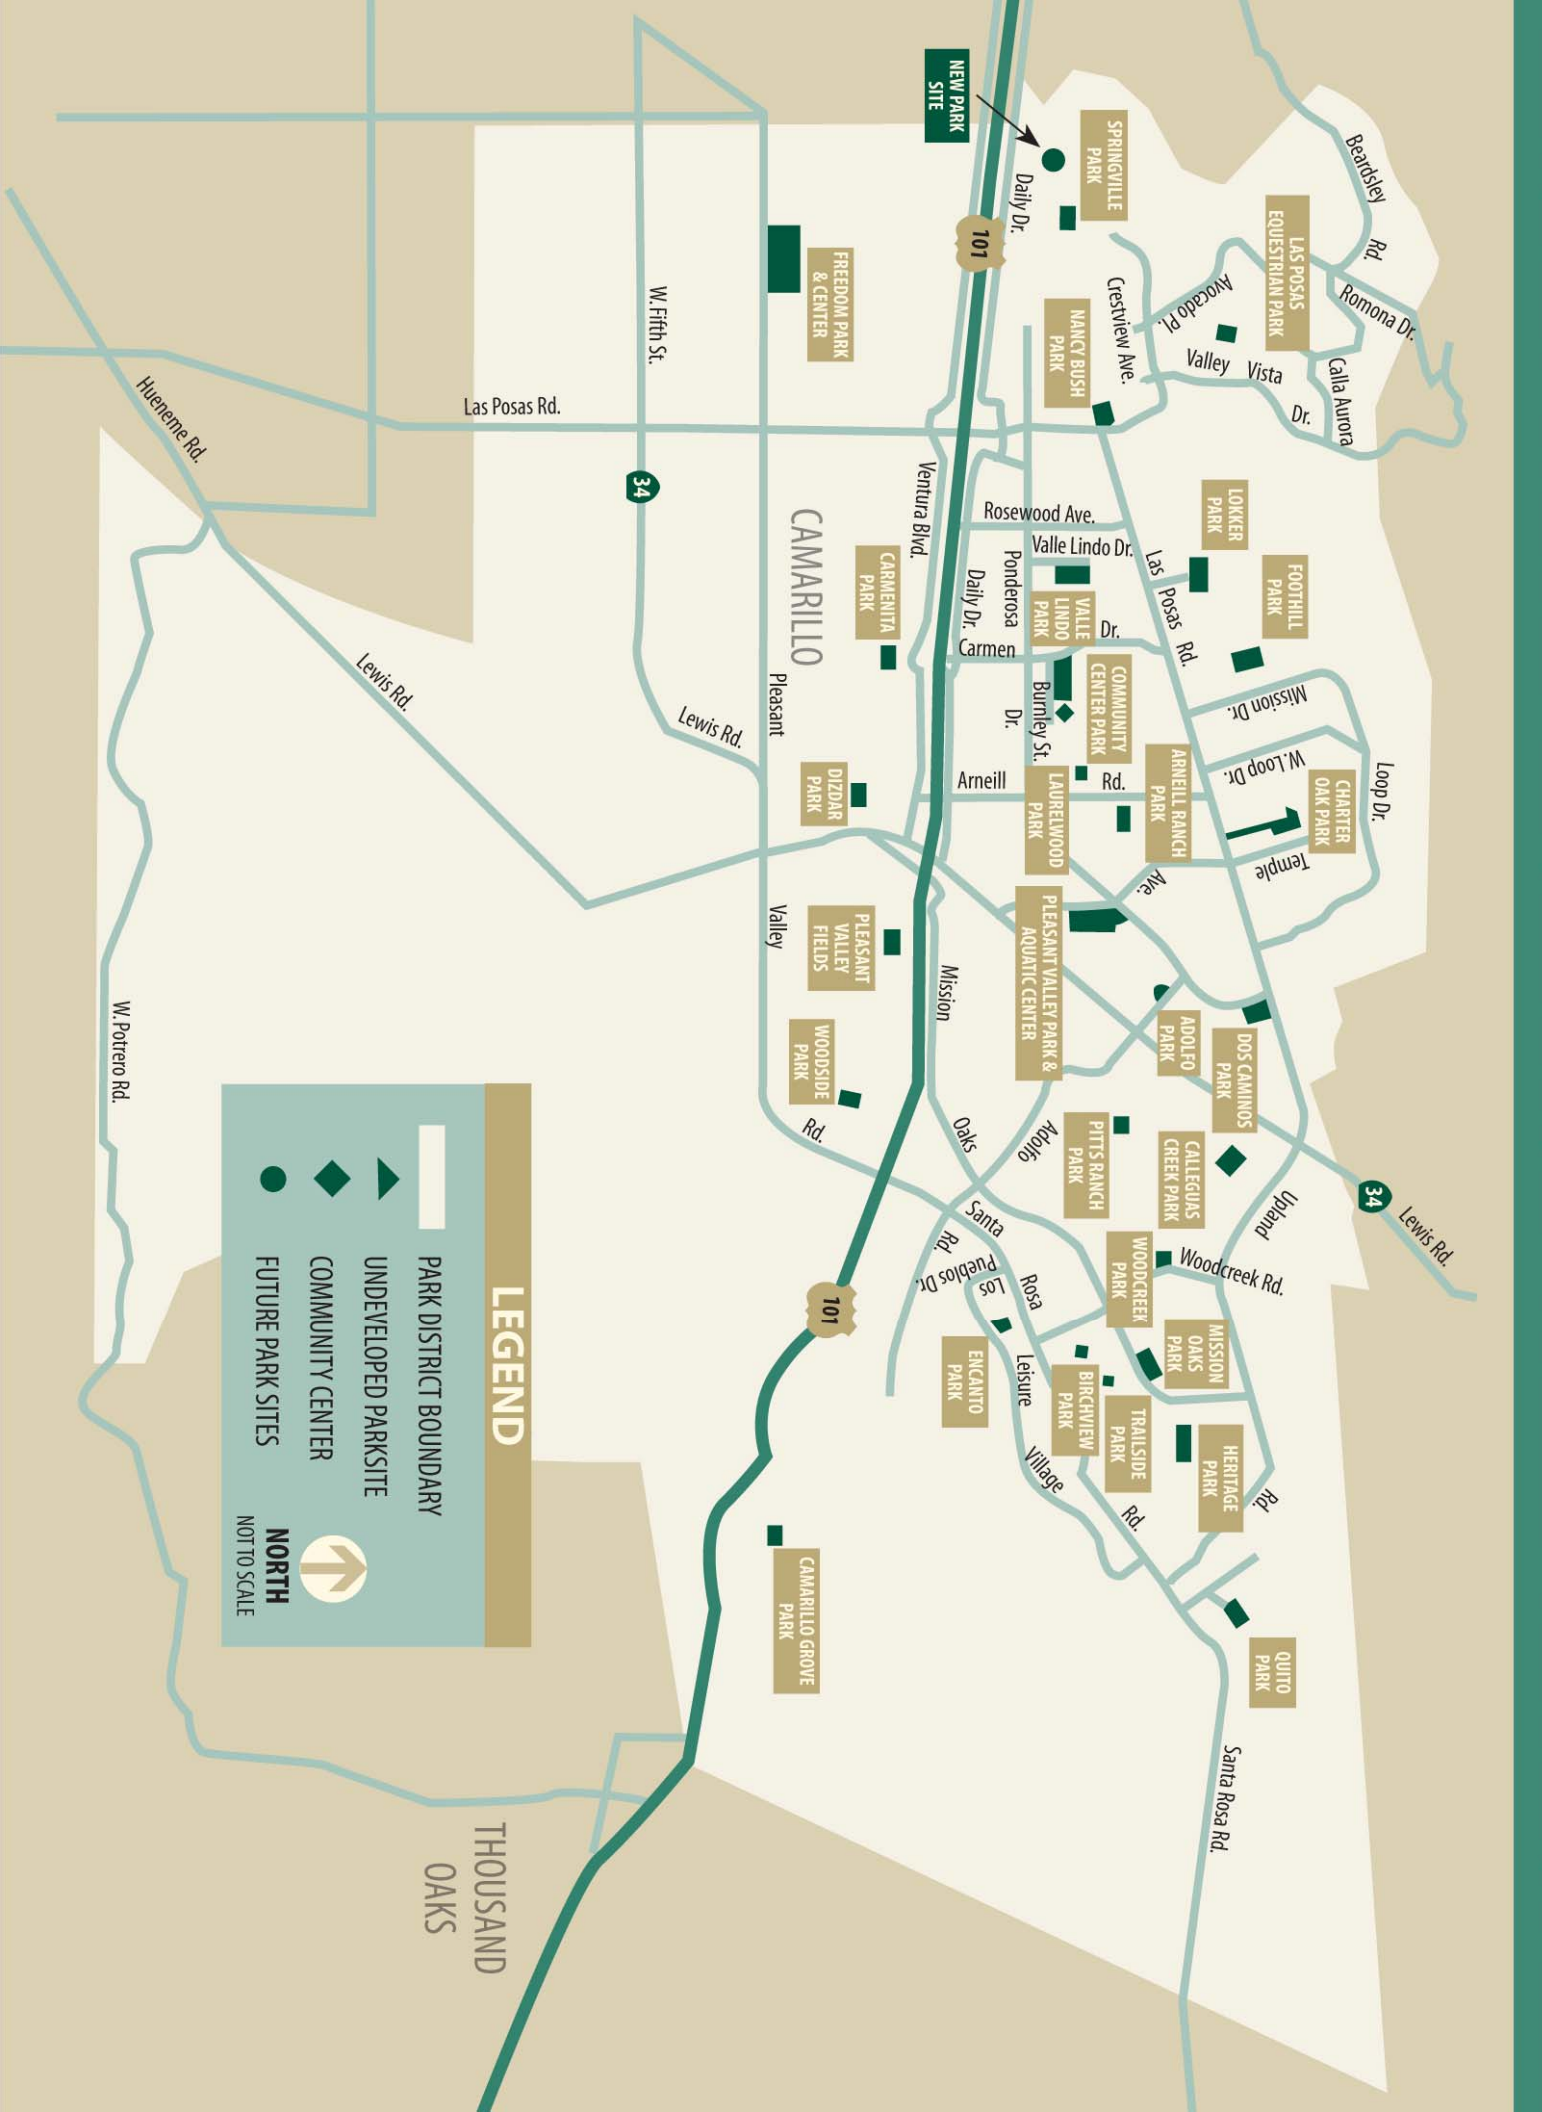 Beardsley
Rd.
Romona Dr.
LAS POSAS
EQUESTRIAN PARK
SPRINGVILLE
PARK
NEW PARK
SITE
Daily Dr.
101
Avocado Pl.
Crestview Ave.
Valley
Vista
Dr.
Calla Aurora
NANCY BUSH
PARK
FREEDOM PARK
& CENTER
W. Fifth St.
Las Posas Rd.
Hueneme Rd.
34
Ventura Blvd.
CAMARILLO
Rosewood Ave.
Valle Lindo Dr.
Las
Posas
Rd.
LOKKER
PARK
FOOTHILL
PARK
Ponderosa
Dr.
Daily Dr.
VALLE
LINDO
PARK
Carmen
Dr.
CARMENITA
PARK
COMMUNITY
CENTER PARK
Burnley St.
Mission Dr.
W. Loop Dr.
Loop Dr.
CHARTER
OAK PARK
Temple
Ave.
ARNEILL RANCH
PARK
Arneill
Rd.
LAURELWOOD
PARK
DIZDAR
PARK
Lewis Rd.
Lewis Rd.
Pleasant
Valley
Rd.
PLEASANT
VALLEY
FIELDS
PLEASANT VALLEY PARK &
AQUATIC CENTER
Mission
Oaks
WOODSIDE
PARK
ADOLFO
PARK
DOS CAMINOS
PARK
Adolfo
Rd.
PITTS RANCH
PARK
CALLEGUAS
CREEK PARK
Upland
Rd.
34
Lewis Rd.
Woodcreek Rd.
WOODCREEK
PARK
MISSION
OAKS
PARK
Santa
Rosa
Rd.
Los
Pueblos Dr.
ENCANTO
PARK
Leisure
Village
BIRCHVIEW
PARK
TRAILSIDE
PARK
HERITAGE
PARK
101
CAMARILLO GROVE
PARK
QUITO
PARK
Santa Rosa Rd.
W. Potrero Rd.
THOUSAND
OAKS
LEGEND
PARK DISTRICT BOUNDARY
UNDEVELOPED PARKSITE
COMMUNITY CENTER
FUTURE PARK SITES
NORTH
NOT TO SCALE